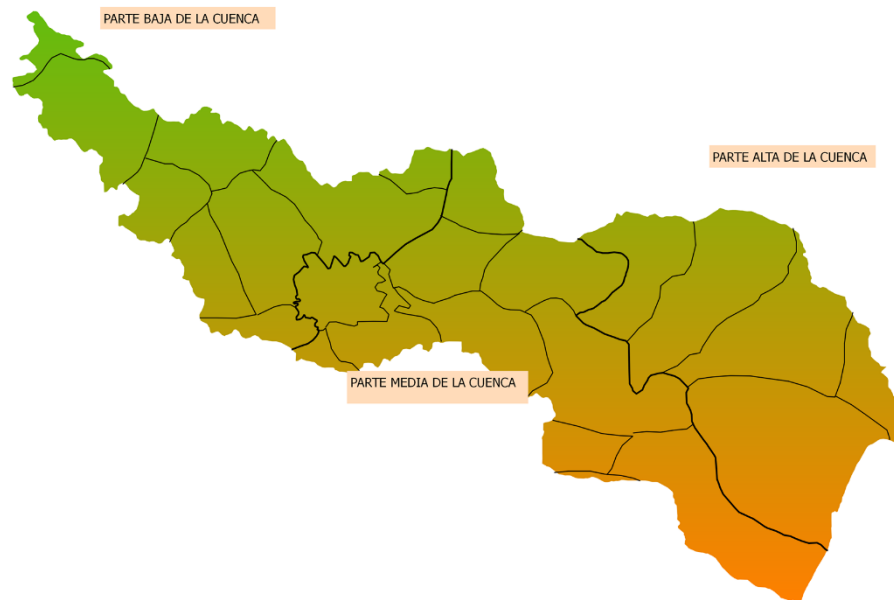 PARTE BAJA DE LA CUENCA
PARTE ALTA DE LA CUENCA
PARTE MEDIA DE LA CUENCA